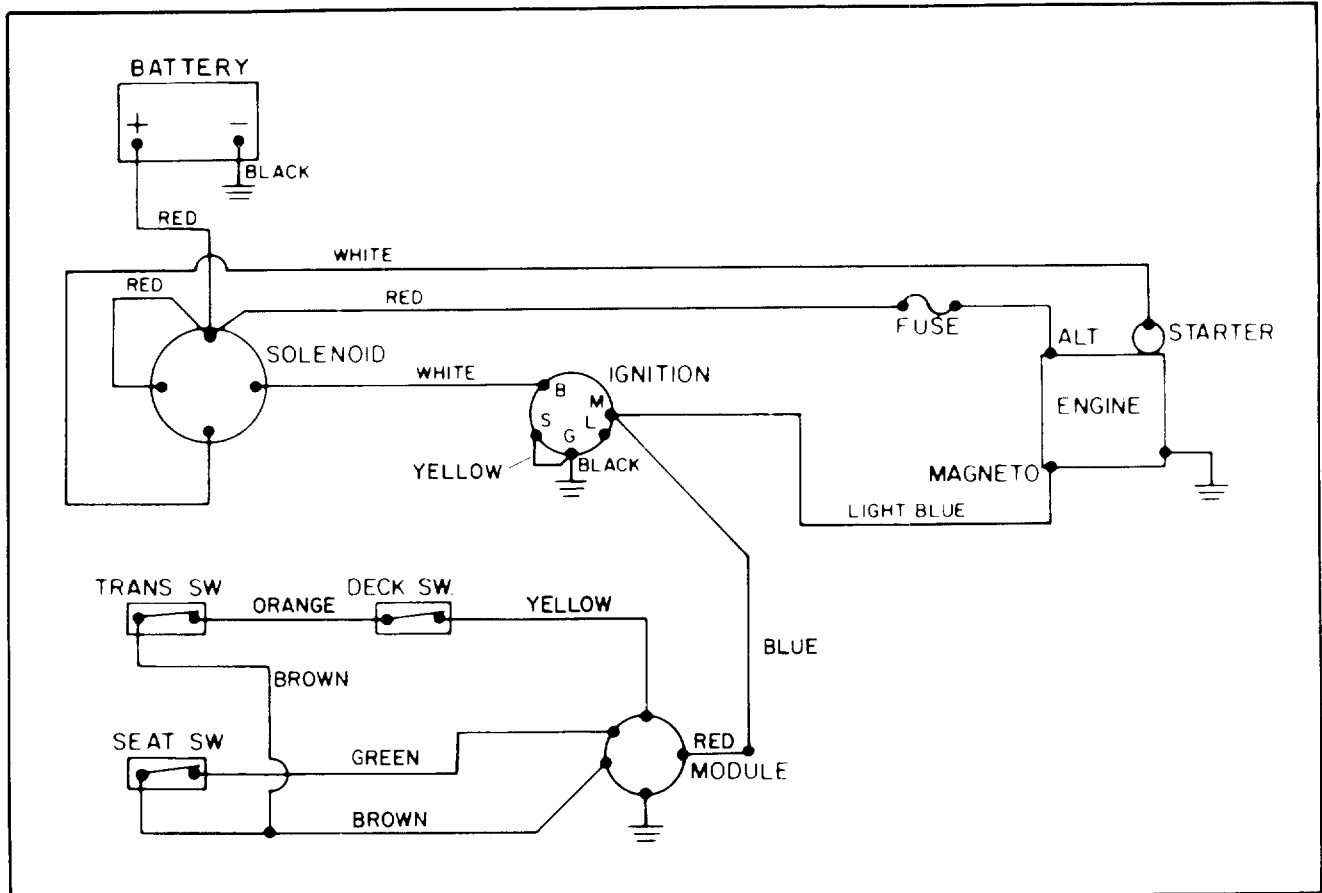 BATTERY
+ −
BLACK
RED
WHITE
RED
RED
FUSE
ALT
STARTER
SOLENOID
WHITE
IGNITION
B
M
S
L
G
ENGINE
YELLOW
BLACK
MAGNETO
LIGHT BLUE
TRANS SW
DECK SW.
ORANGE
YELLOW
BLUE
BROWN
SEAT SW
GREEN
RED
MODULE
BROWN